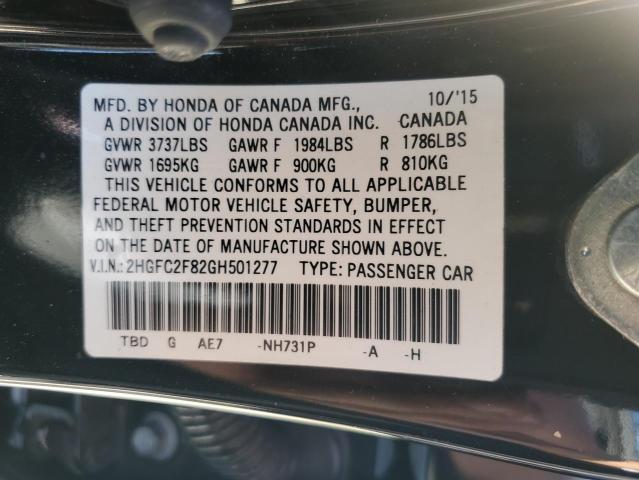 MFD. BY HONDA OF CANADA MFG., 10/'15
A DIVISION OF HONDA CANADA INC. CANADA
GVWR 3737LBS GAWR F 1984LBS R 1786LBS
GVWR 1695KG GAWR F 900KG R 810KG
THIS VEHICLE CONFORMS TO ALL APPLICABLE
FEDERAL MOTOR VEHICLE SAFETY, BUMPER,
AND THEFT PREVENTION STANDARDS IN EFFECT
ON THE DATE OF MANUFACTURE SHOWN ABOVE.
V.I.N.: 2HGFC2F82GH501277 TYPE: PASSENGER CAR
TBD G AE7 -NH731P -A -H